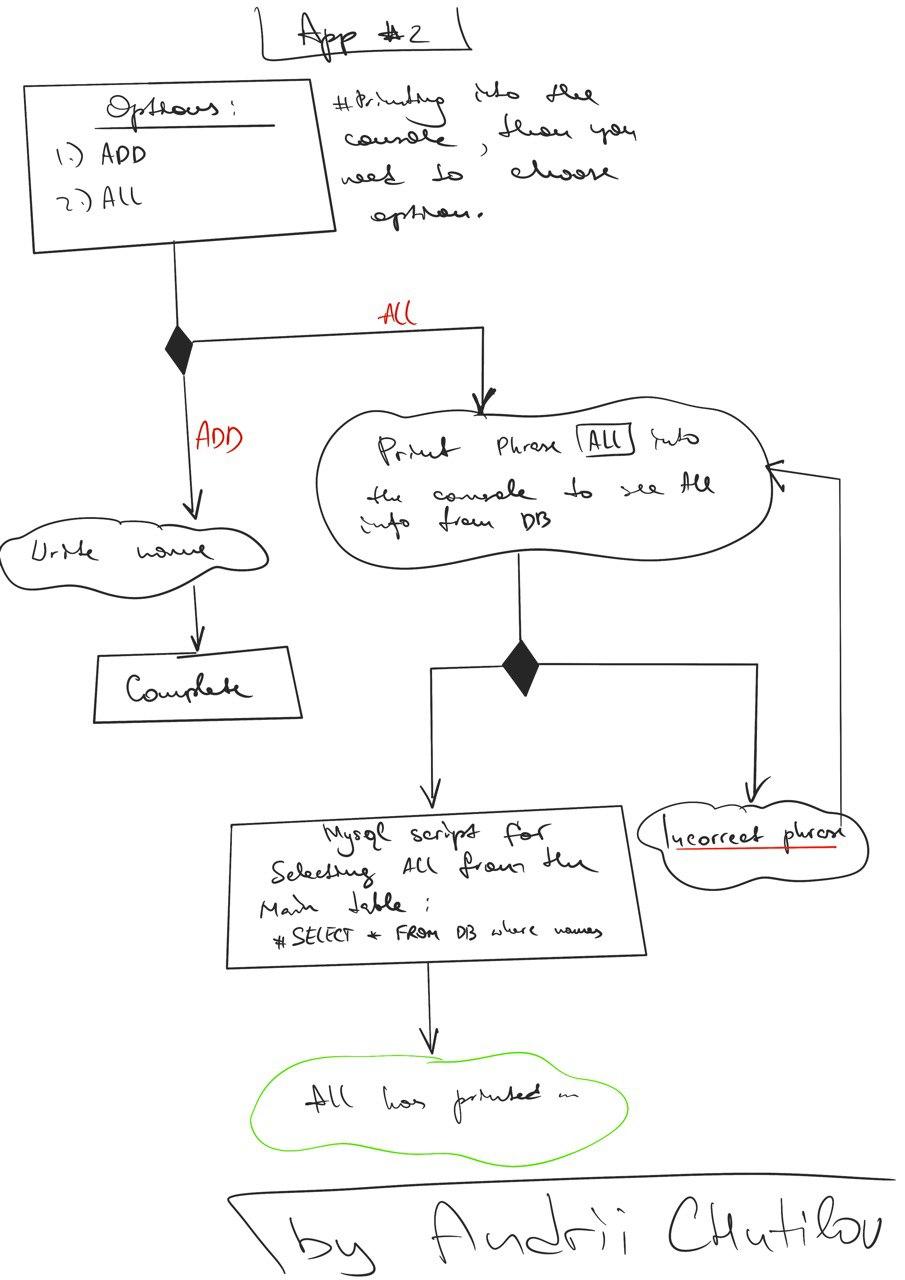 App #2
Options:
1.) ADD
2.) All
#Printing into the
console, then you
need to choose
option.
All
ADD
Print Phrase All into
the console to see All
info from DB
Write name
Complete
Mysql script for
Selecting All from the
Main table:
#SELECT * FROM DB where names
Incorrect phrase
All has printed ...
by Andrii CHutilov